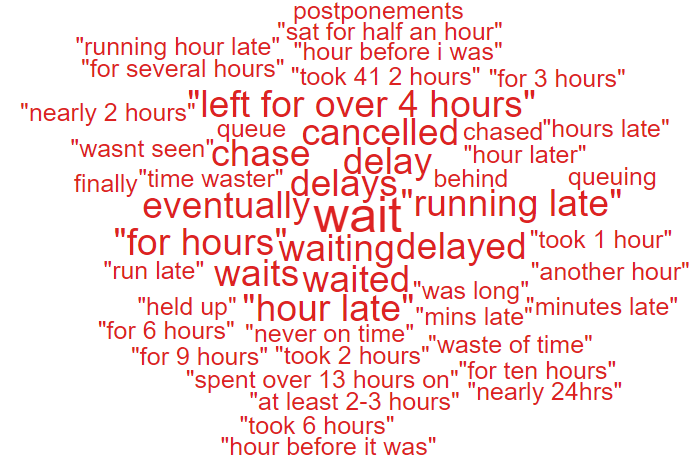 postponements
"sat for half an hour"
"running hour late" "hour before i was"
"for several hours" "took 41 2 hours" "for 3 hours"
"nearly 2 hours" "left for over 4 hours"
queue cancelled chased "hours late"
"wasnt seen" chase delay "hour later"
finally "time waster" delays behind queuing
eventually wait "running late"
"for hours" waiting delayed "took 1 hour"
"run late" waits waited "another hour"
"held up" "hour late" "was long" "minutes late"
"for 6 hours" "never on time" "mins late"
"for 9 hours" "took 2 hours" "waste of time"
"spent over 13 hours on" "for ten hours"
"at least 2-3 hours" "nearly 24hrs"
"took 6 hours"
"hour before it was"